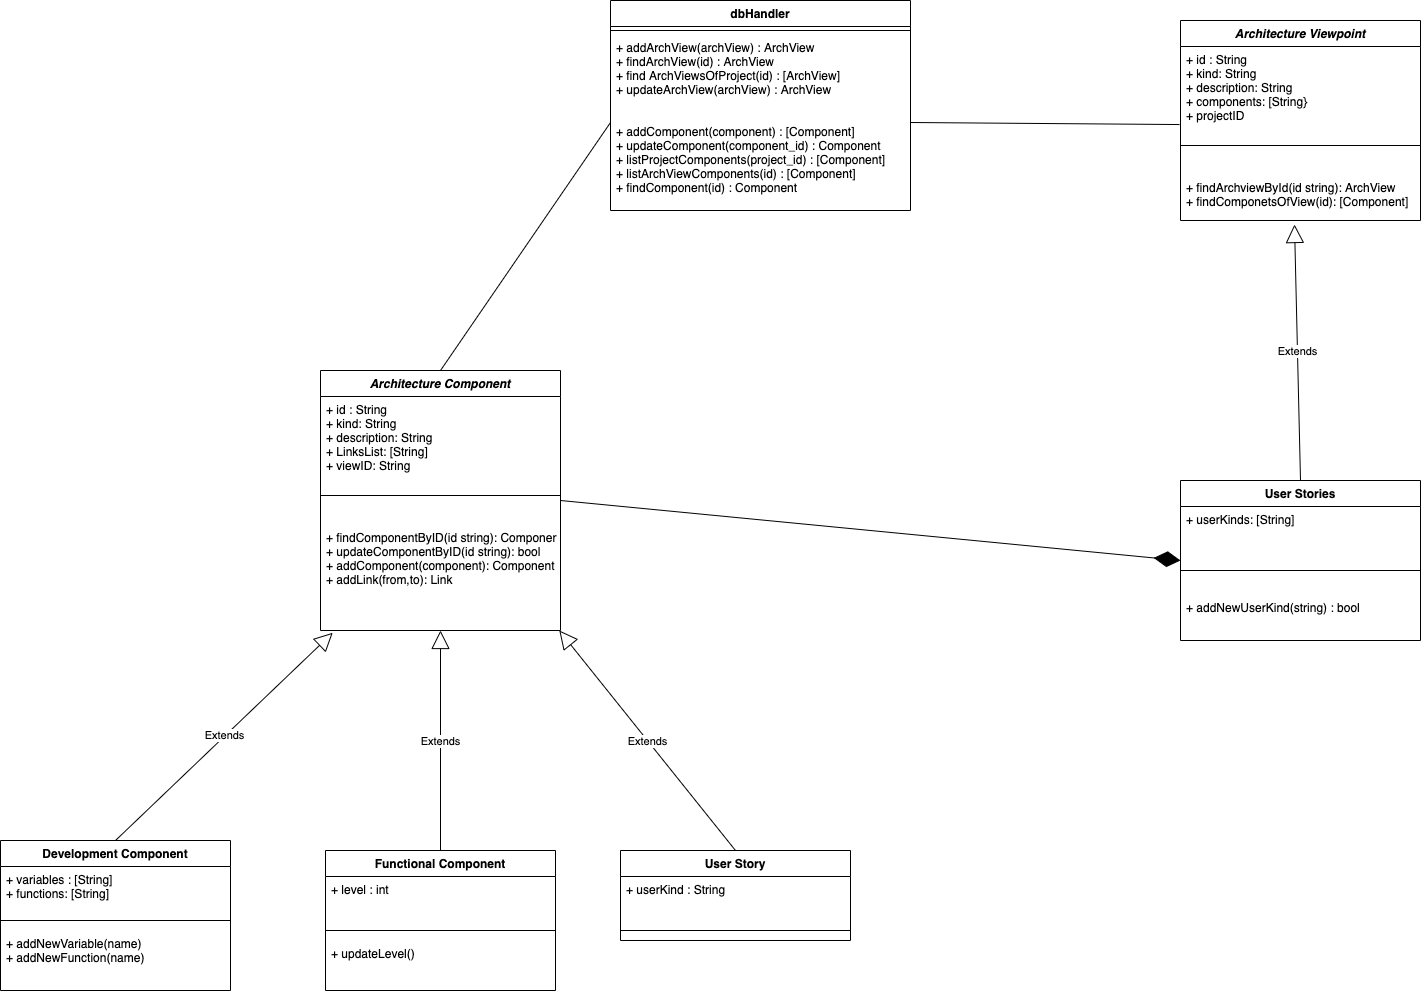 dbHandler
+ addArchView(archView) : ArchView
+ findArchView(id) : ArchView
+ find ArchViewsOfProject(id) : [ArchView]
+ updateArchView(archView) : ArchView
+ addComponent(component) : [Component]
+ updateComponent(component_id) : Component
+ listProjectComponents(project_id) : [Component]
+ listArchViewComponents(id) : [Component]
+ findComponent(id) : Component
Architecture Viewpoint
+ id : String
+ kind: String
+ description: String
+ components: [String}
+ projectID
+ findArchviewById(id string): ArchView
+ findComponetsOfView(id): [Component]
Extends
Architecture Component
+ id : String
+ kind: String
+ description: String
+ LinksList: [String]
+ viewID: String
+ findComponentByID(id string): Componer
+ updateComponentByID(id string): bool
+ addComponent(component): Component
+ addLink(from,to): Link
User Stories
+ userKinds: [String]
+ addNewUserKind(string) : bool
Extends
Extends
Extends
Development Component
+ variables : [String]
+ functions: [String]
+ addNewVariable(name)
+ addNewFunction(name)
Functional Component
+ level : int
+ updateLevel()
User Story
+ userKind : String